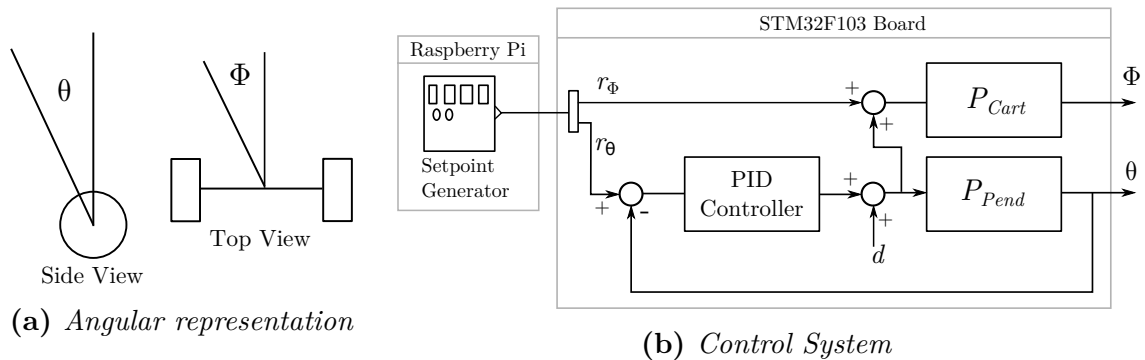 θ
Φ
Side View
Top View
(a) Angular representation
Raspberry Pi
Setpoint
Generator
STM32F103 Board
r_Φ
r_θ
+
+
P_Cart
Φ
+
-
PID
Controller
+
+
d
P_Pend
θ
(b) Control System